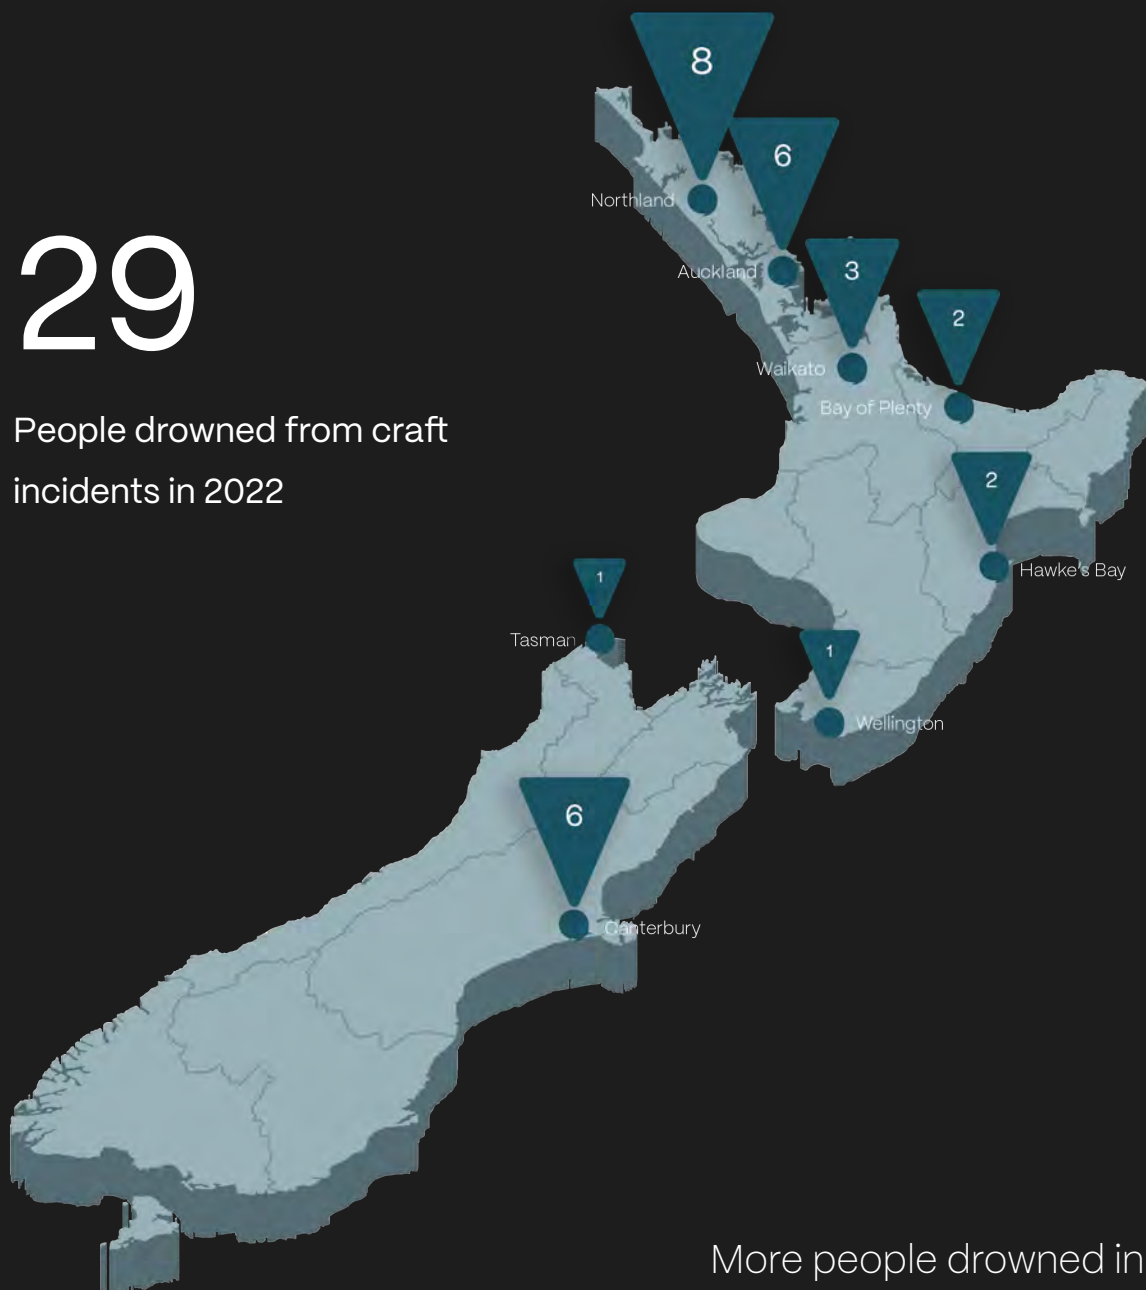 8
6
Northland
29
Auckland
3
2
Waikato
Bay of Plenty
People drowned from craft
incidents in 2022
2
Hawke's Bay
1
Tasman
1
Wellington
6
Canterbury
More people drowned in